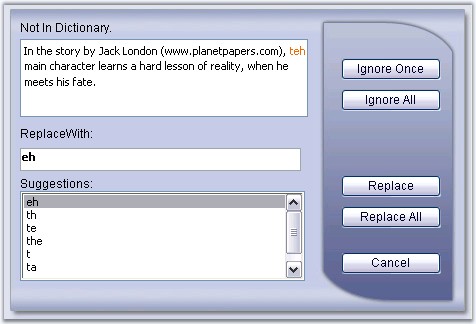 Not In Dictionary.
In the story by Jack London (www.planetpapers.com), teh
main character learns a hard lesson of reality, when he
meets his fate.
Ignore Once
Ignore All
ReplaceWith:
eh
Suggestions:
eh
th
te
the
t
ta
Replace
Replace All
Cancel